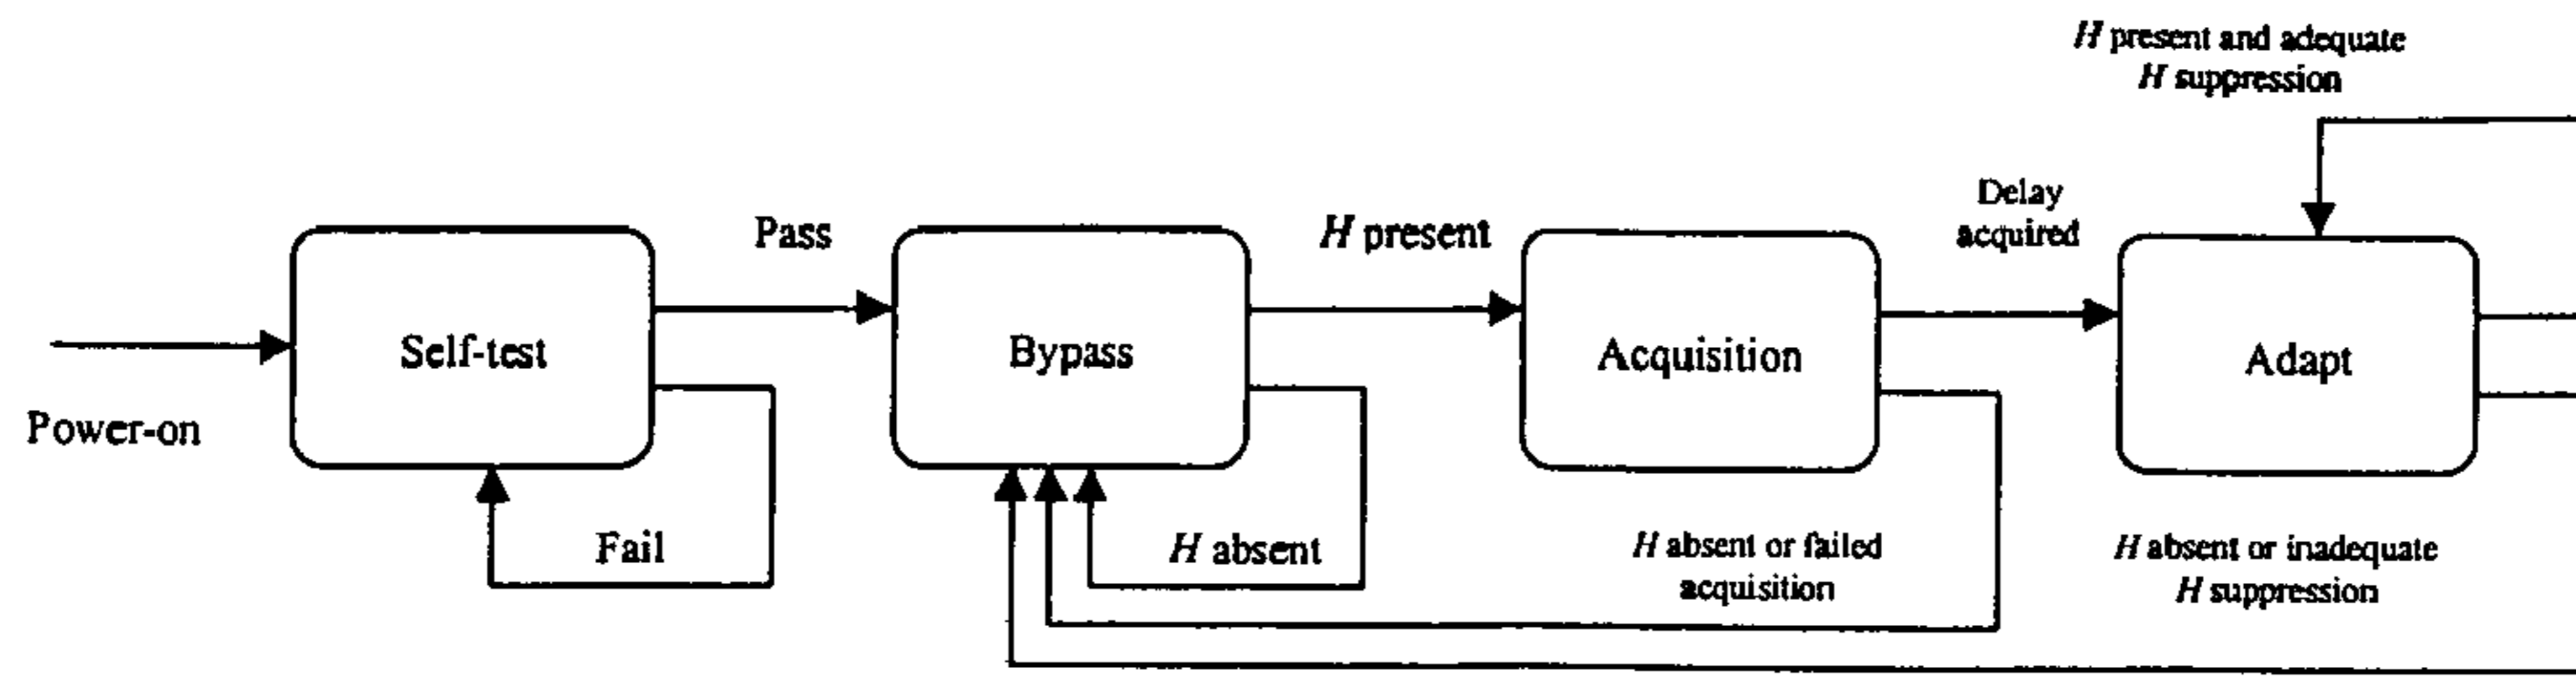 H present and adequate
H suppression
Delay
acquired
Pass
H present
Self-test
Bypass
Acquisition
Adapt
Power-on
Fail
H absent
H absent or failed
acquisition
H absent or inadequate
H suppression